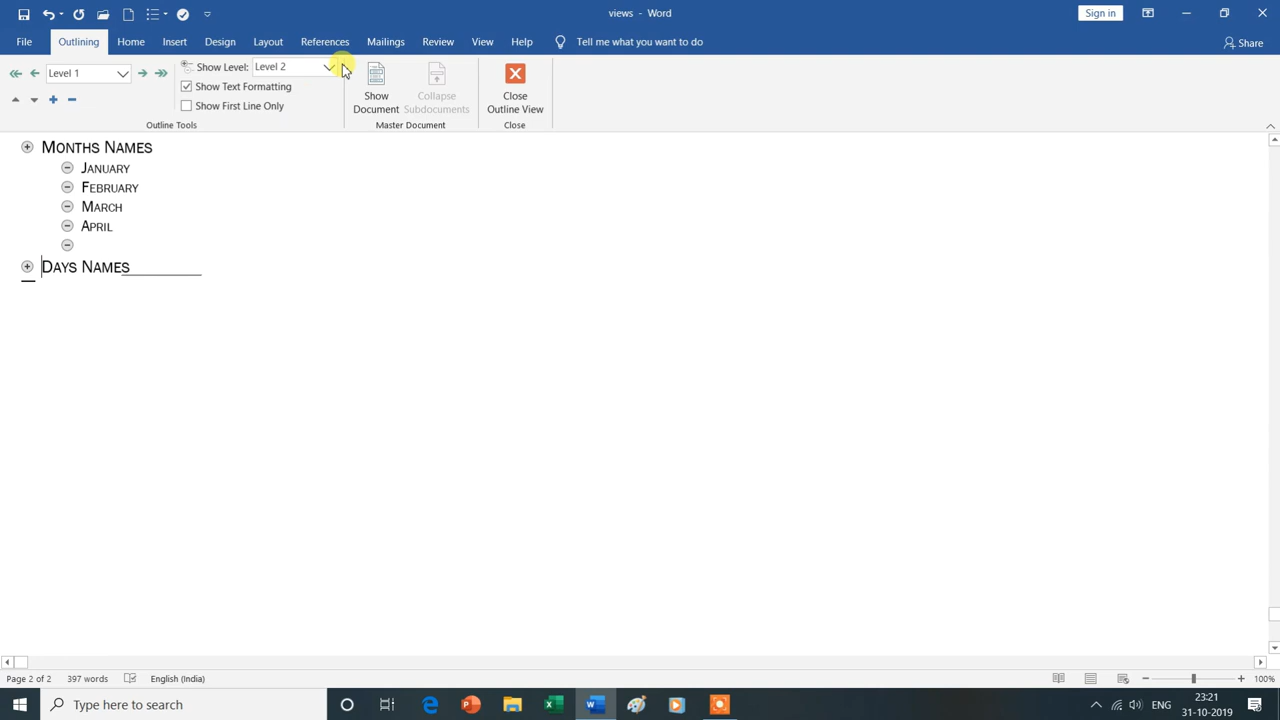 views - Word
Sign in
File Outlining Home Insert Design Layout References Mailings Review View Help Tell me what you want to do Share
Level 1
Show Level: Level 2
Show Text Formatting
Show First Line Only
Outline Tools
Show Document
Collapse Subdocuments
Master Document
Close Outline View
Close
MONTHS NAMES
JANUARY
FEBRUARY
MARCH
APRIL
DAYS NAMES
Page 2 of 2 397 words English (India) 100%
Type here to search
ENG
23:21
31-10-2019